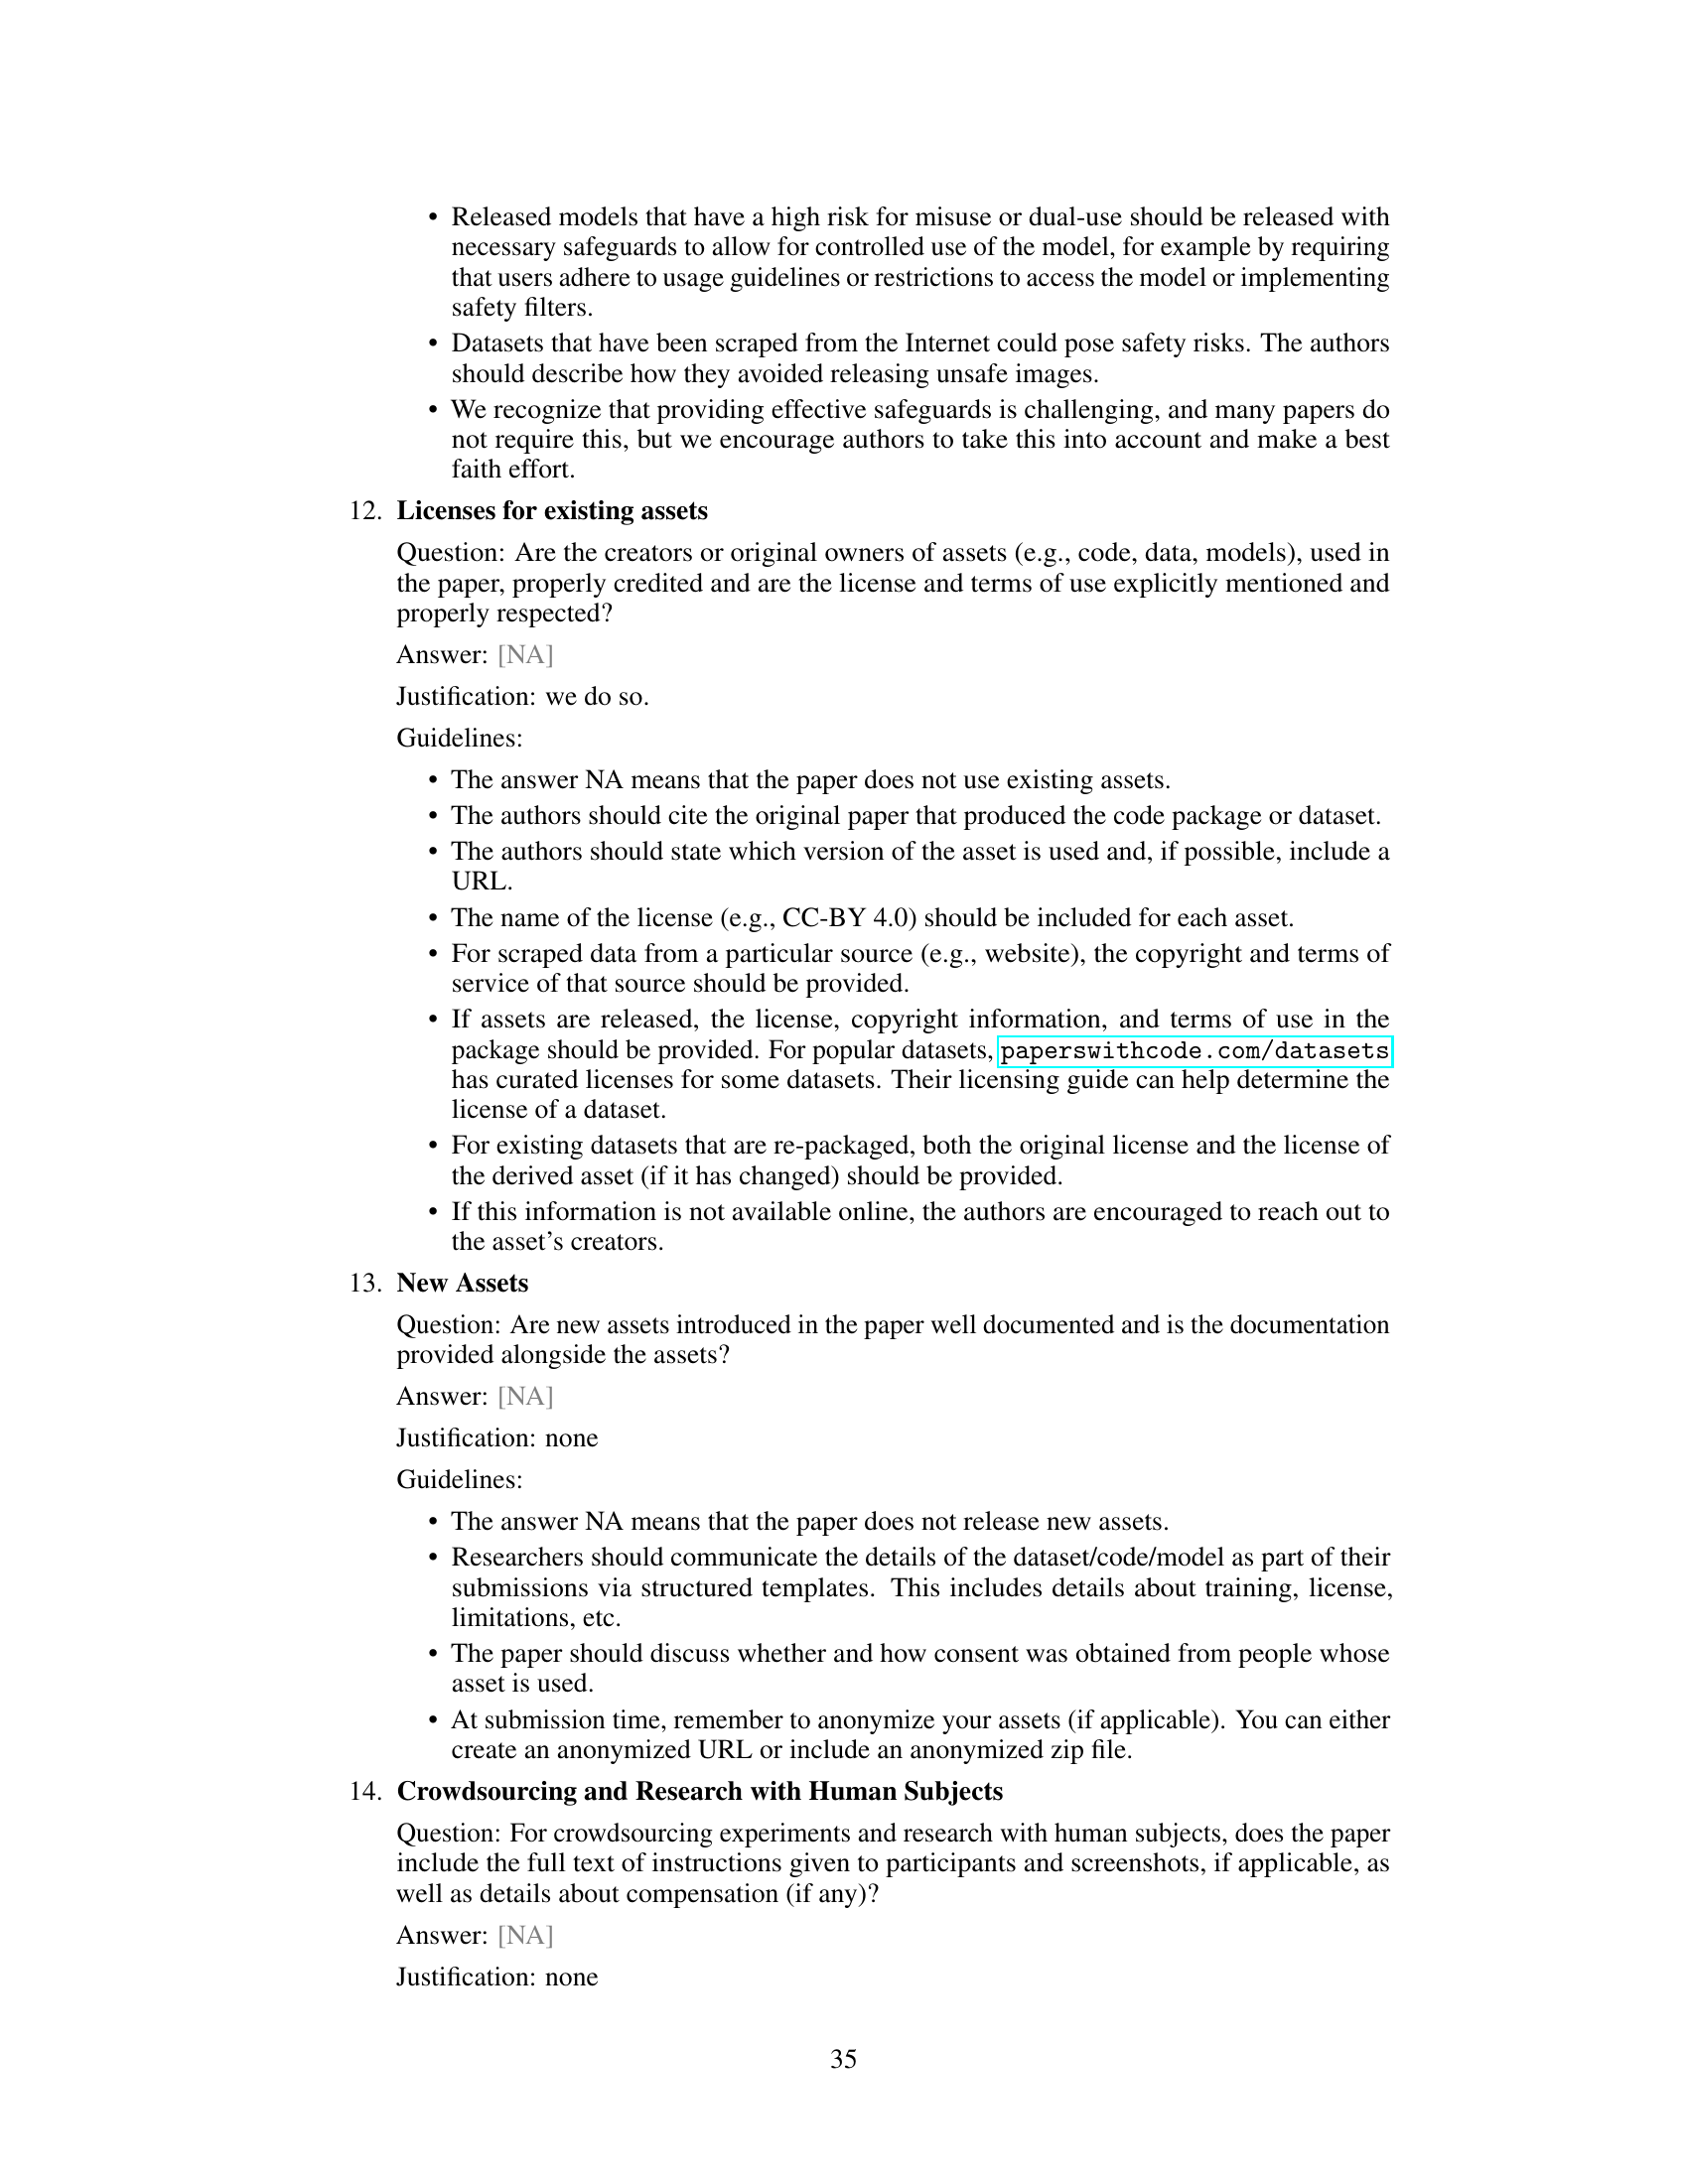 • Released models that have a high risk for misuse or dual-use should be released with
necessary safeguards to allow for controlled use of the model, for example by requiring
that users adhere to usage guidelines or restrictions to access the model or implementing
safety filters.
• Datasets that have been scraped from the Internet could pose safety risks. The authors
should describe how they avoided releasing unsafe images.
• We recognize that providing effective safeguards is challenging, and many papers do
not require this, but we encourage authors to take this into account and make a best
faith effort.
12. Licenses for existing assets
Question: Are the creators or original owners of assets (e.g., code, data, models), used in
the paper, properly credited and are the license and terms of use explicitly mentioned and
properly respected?
Answer: [NA]
Justification: we do so.
Guidelines:
• The answer NA means that the paper does not use existing assets.
• The authors should cite the original paper that produced the code package or dataset.
• The authors should state which version of the asset is used and, if possible, include a
URL.
• The name of the license (e.g., CC-BY 4.0) should be included for each asset.
• For scraped data from a particular source (e.g., website), the copyright and terms of
service of that source should be provided.
• If assets are released, the license, copyright information, and terms of use in the
package should be provided. For popular datasets, paperswithcode.com/datasets
has curated licenses for some datasets. Their licensing guide can help determine the
license of a dataset.
• For existing datasets that are re-packaged, both the original license and the license of
the derived asset (if it has changed) should be provided.
• If this information is not available online, the authors are encouraged to reach out to
the asset's creators.
13. New Assets
Question: Are new assets introduced in the paper well documented and is the documentation
provided alongside the assets?
Answer: [NA]
Justification: none
Guidelines:
• The answer NA means that the paper does not release new assets.
• Researchers should communicate the details of the dataset/code/model as part of their
submissions via structured templates. This includes details about training, license,
limitations, etc.
• The paper should discuss whether and how consent was obtained from people whose
asset is used.
• At submission time, remember to anonymize your assets (if applicable). You can either
create an anonymized URL or include an anonymized zip file.
14. Crowdsourcing and Research with Human Subjects
Question: For crowdsourcing experiments and research with human subjects, does the paper
include the full text of instructions given to participants and screenshots, if applicable, as
well as details about compensation (if any)?
Answer: [NA]
Justification: none
35